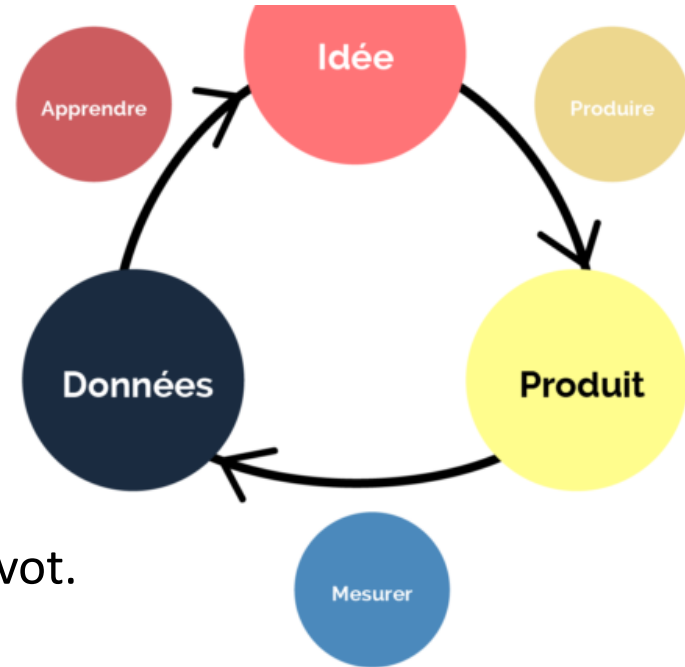 Idée
Apprendre
Produire
Données
Produit
vot.
Mesurer